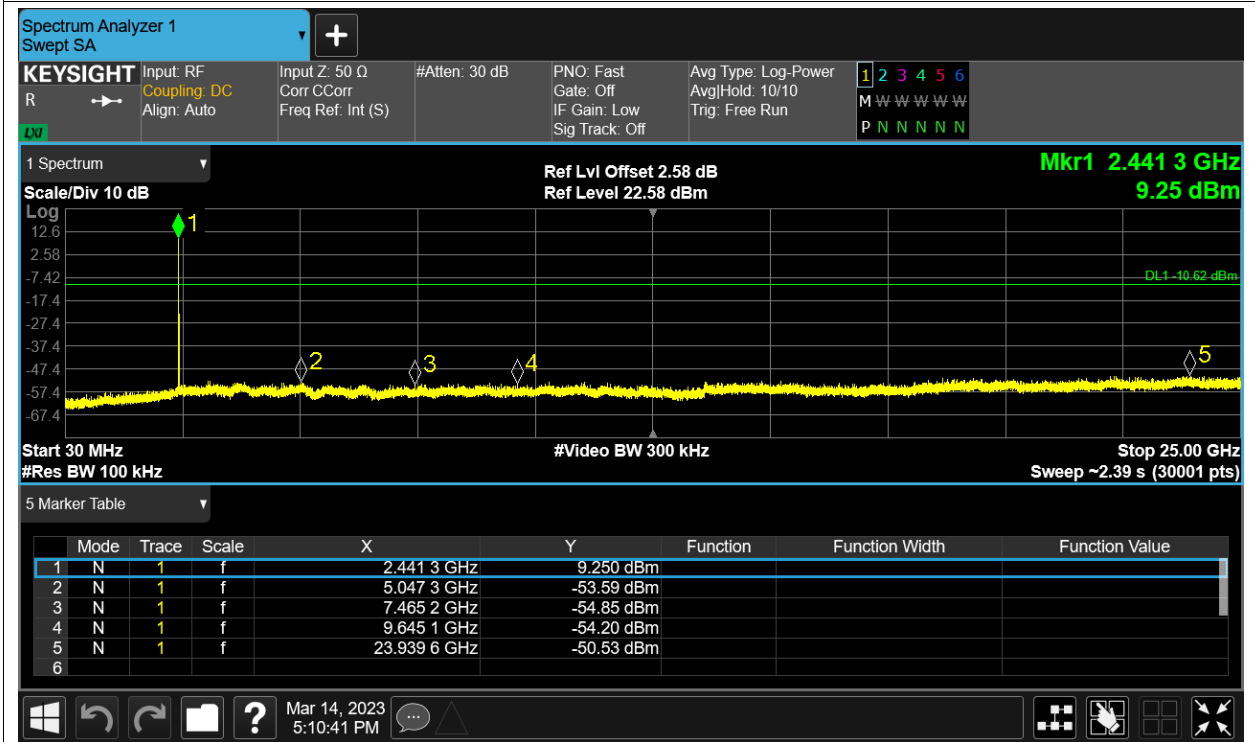 Spectrum Analyzer 1
Swept SA
+
KEYSIGHT
R
LXI
Input: RF
Coupling: DC
Align: Auto
Input Z: 50 Ω
Corr CCorr
Freq Ref: Int (S)
#Atten: 30 dB
PNO: Fast
Gate: Off
IF Gain: Low
Sig Track: Off
Avg Type: Log-Power
Avg|Hold: 10/10
Trig: Free Run
1 2 3 4 5 6
M W W W W W
P N N N N N
1 Spectrum
Scale/Div 10 dB
Ref Lvl Offset 2.58 dB
Ref Level 22.58 dBm
Mkr1 2.441 3 GHz
9.25 dBm
Log
12.6
2.58
-7.42
-17.4
-27.4
-37.4
-47.4
-57.4
-67.4
1
DL1 -10.62 dBm
2
3
4
5
Start 30 MHz
#Res BW 100 kHz
#Video BW 300 kHz
Stop 25.00 GHz
Sweep ~2.39 s (30001 pts)
5 Marker Table
Mode Trace Scale X Y Function Function Width Function Value
1 N 1 f 2.441 3 GHz 9.250 dBm
2 N 1 f 5.047 3 GHz -53.59 dBm
3 N 1 f 7.465 2 GHz -54.85 dBm
4 N 1 f 9.645 1 GHz -54.20 dBm
5 N 1 f 23.939 6 GHz -50.53 dBm
6
?
Mar 14, 2023
5:10:41 PM